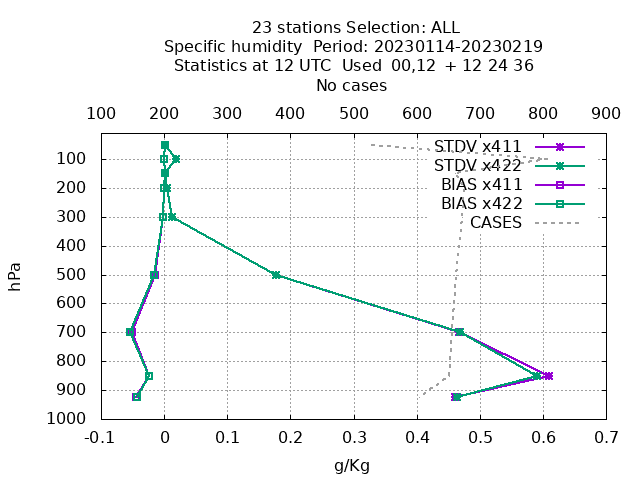 23 stations Selection: ALL
Specific humidity  Period: 20230114-20230219
Statistics at 12 UTC  Used  00,12  + 12 24 36
No cases
100 200 300 400 500 600 700 800 900
STDV x411
STDV x422
BIAS x411
BIAS x422
CASES
100
200
300
400
500
600
700
800
900
1000
hPa
-0.1 0 0.1 0.2 0.3 0.4 0.5 0.6 0.7
g/Kg